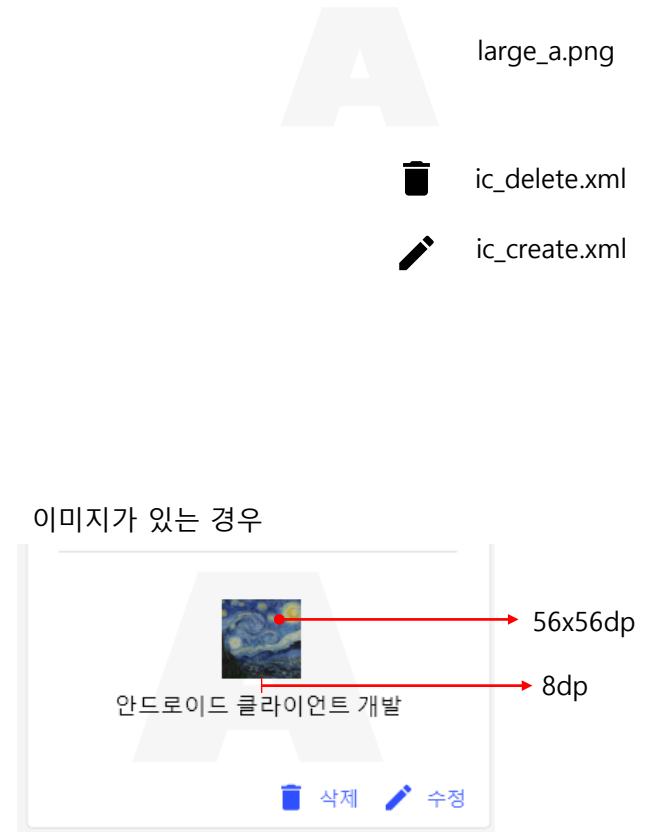 large_a.png
ic_delete.xml
ic_create.xml
이미지가 있는 경우
56x56dp
8dp
안드로이드 클라이언트 개발
삭제 수정